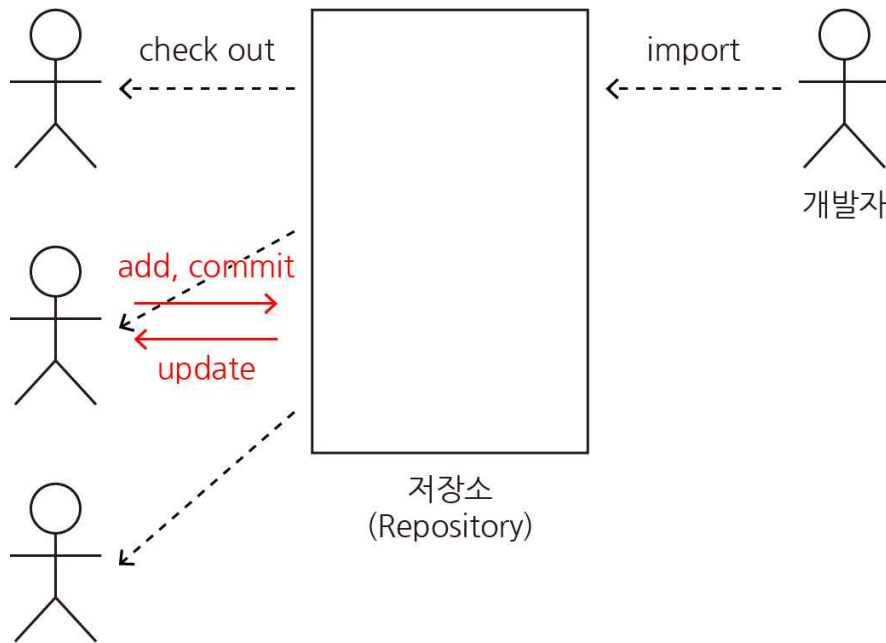 check out
import
개발자
add, commit
update
저장소
(Repository)